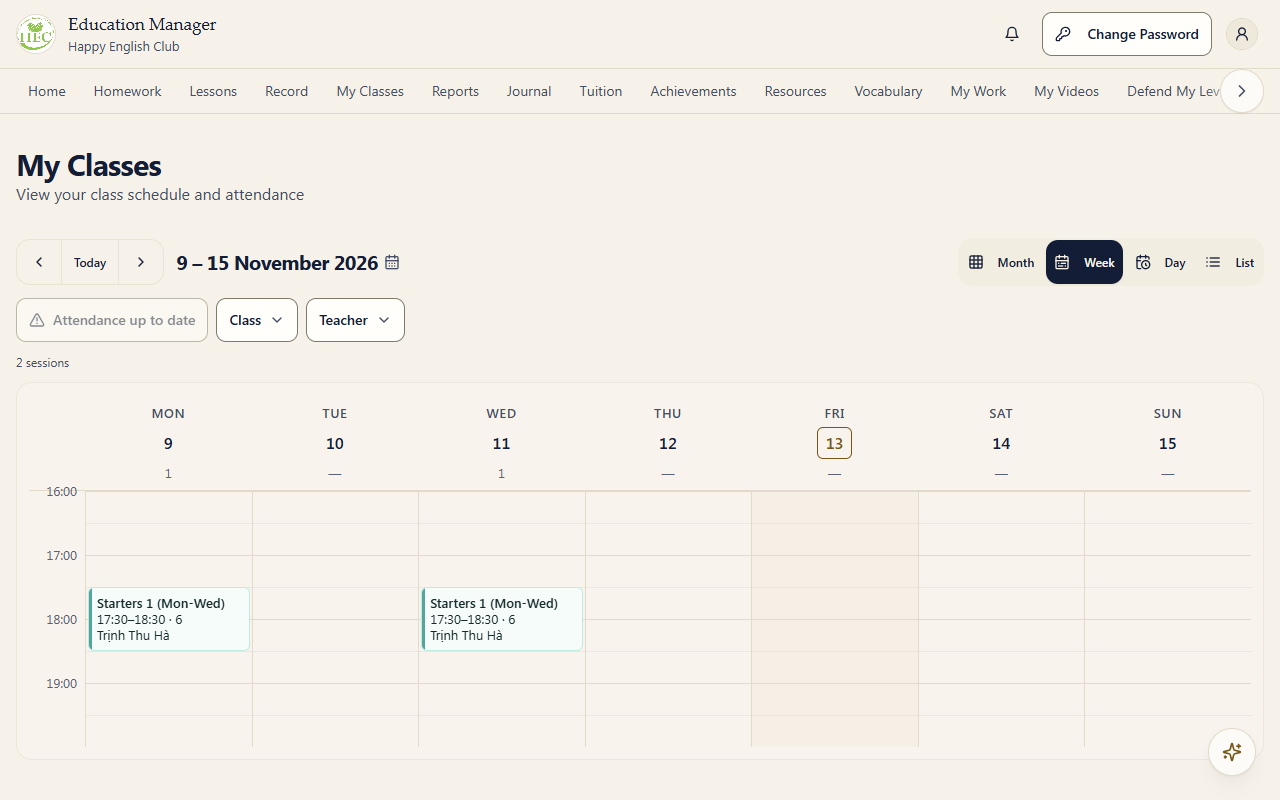 HEC
Education Manager
Happy English Club
Change Password
Home
Homework
Lessons
Record
My Classes
Reports
Journal
Tuition
Achievements
Resources
Vocabulary
My Work
My Videos
Defend My Lev
My Classes
View your class schedule and attendance
Today
9 – 15 November 2026
Month
Week
Day
List
Attendance up to date
Class
Teacher
2 sessions
MON
TUE
WED
THU
FRI
SAT
SUN
9
10
11
12
13
14
15
1
—
1
—
—
—
—
16:00
17:00
18:00
19:00
Starters 1 (Mon-Wed)
17:30–18:30 · 6
Trịnh Thu Hà
Starters 1 (Mon-Wed)
17:30–18:30 · 6
Trịnh Thu Hà